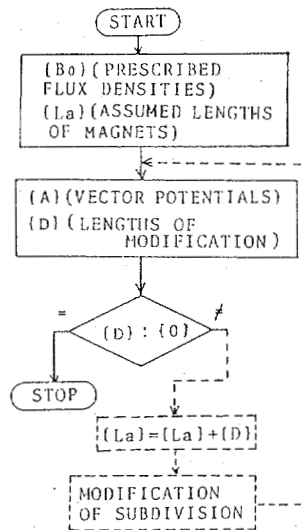 START
{Bo}(PRESCRIBED
FLUX DENSITIES)
{La}(ASSUMED LENGTHS
OF MAGNETS)
{A}(VECTOR POTENTIALS)
{D}(LENGTHS OF
MODIFICATION)
= ≠
{D}:{0}
STOP
{La}={La}+{D}
MODIFICATION
OF SUBDIVISION